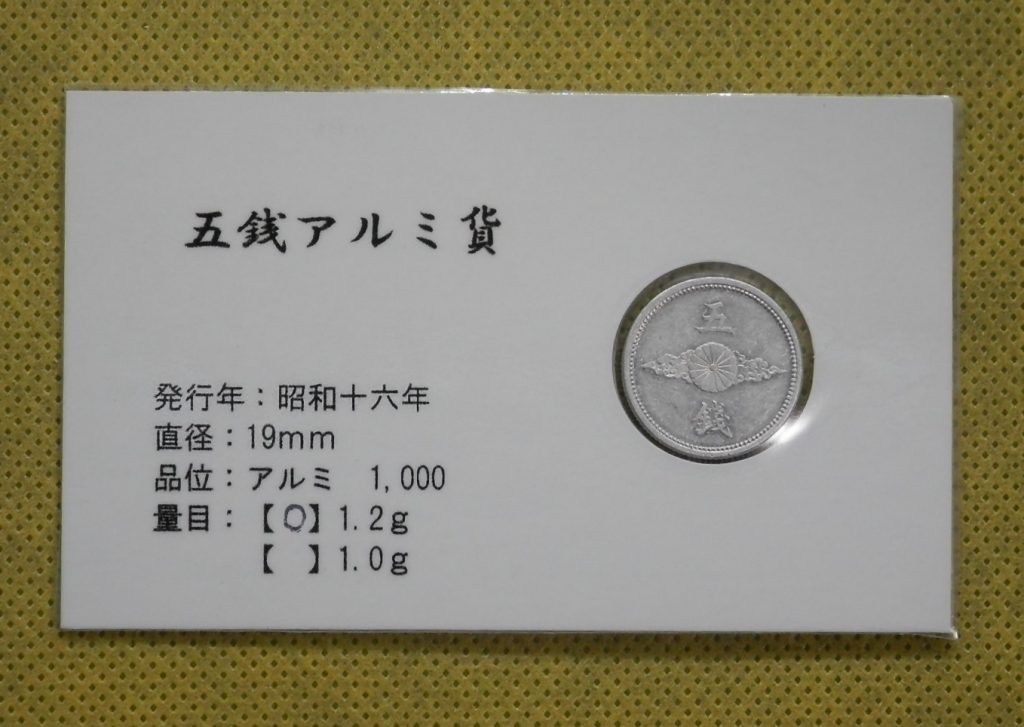 五銭アルミ貨
発行年：昭和十六年
直径：19mm
品位：アルミ　1,000
量目：【○】1.2g
【　】1.0g
五
銭